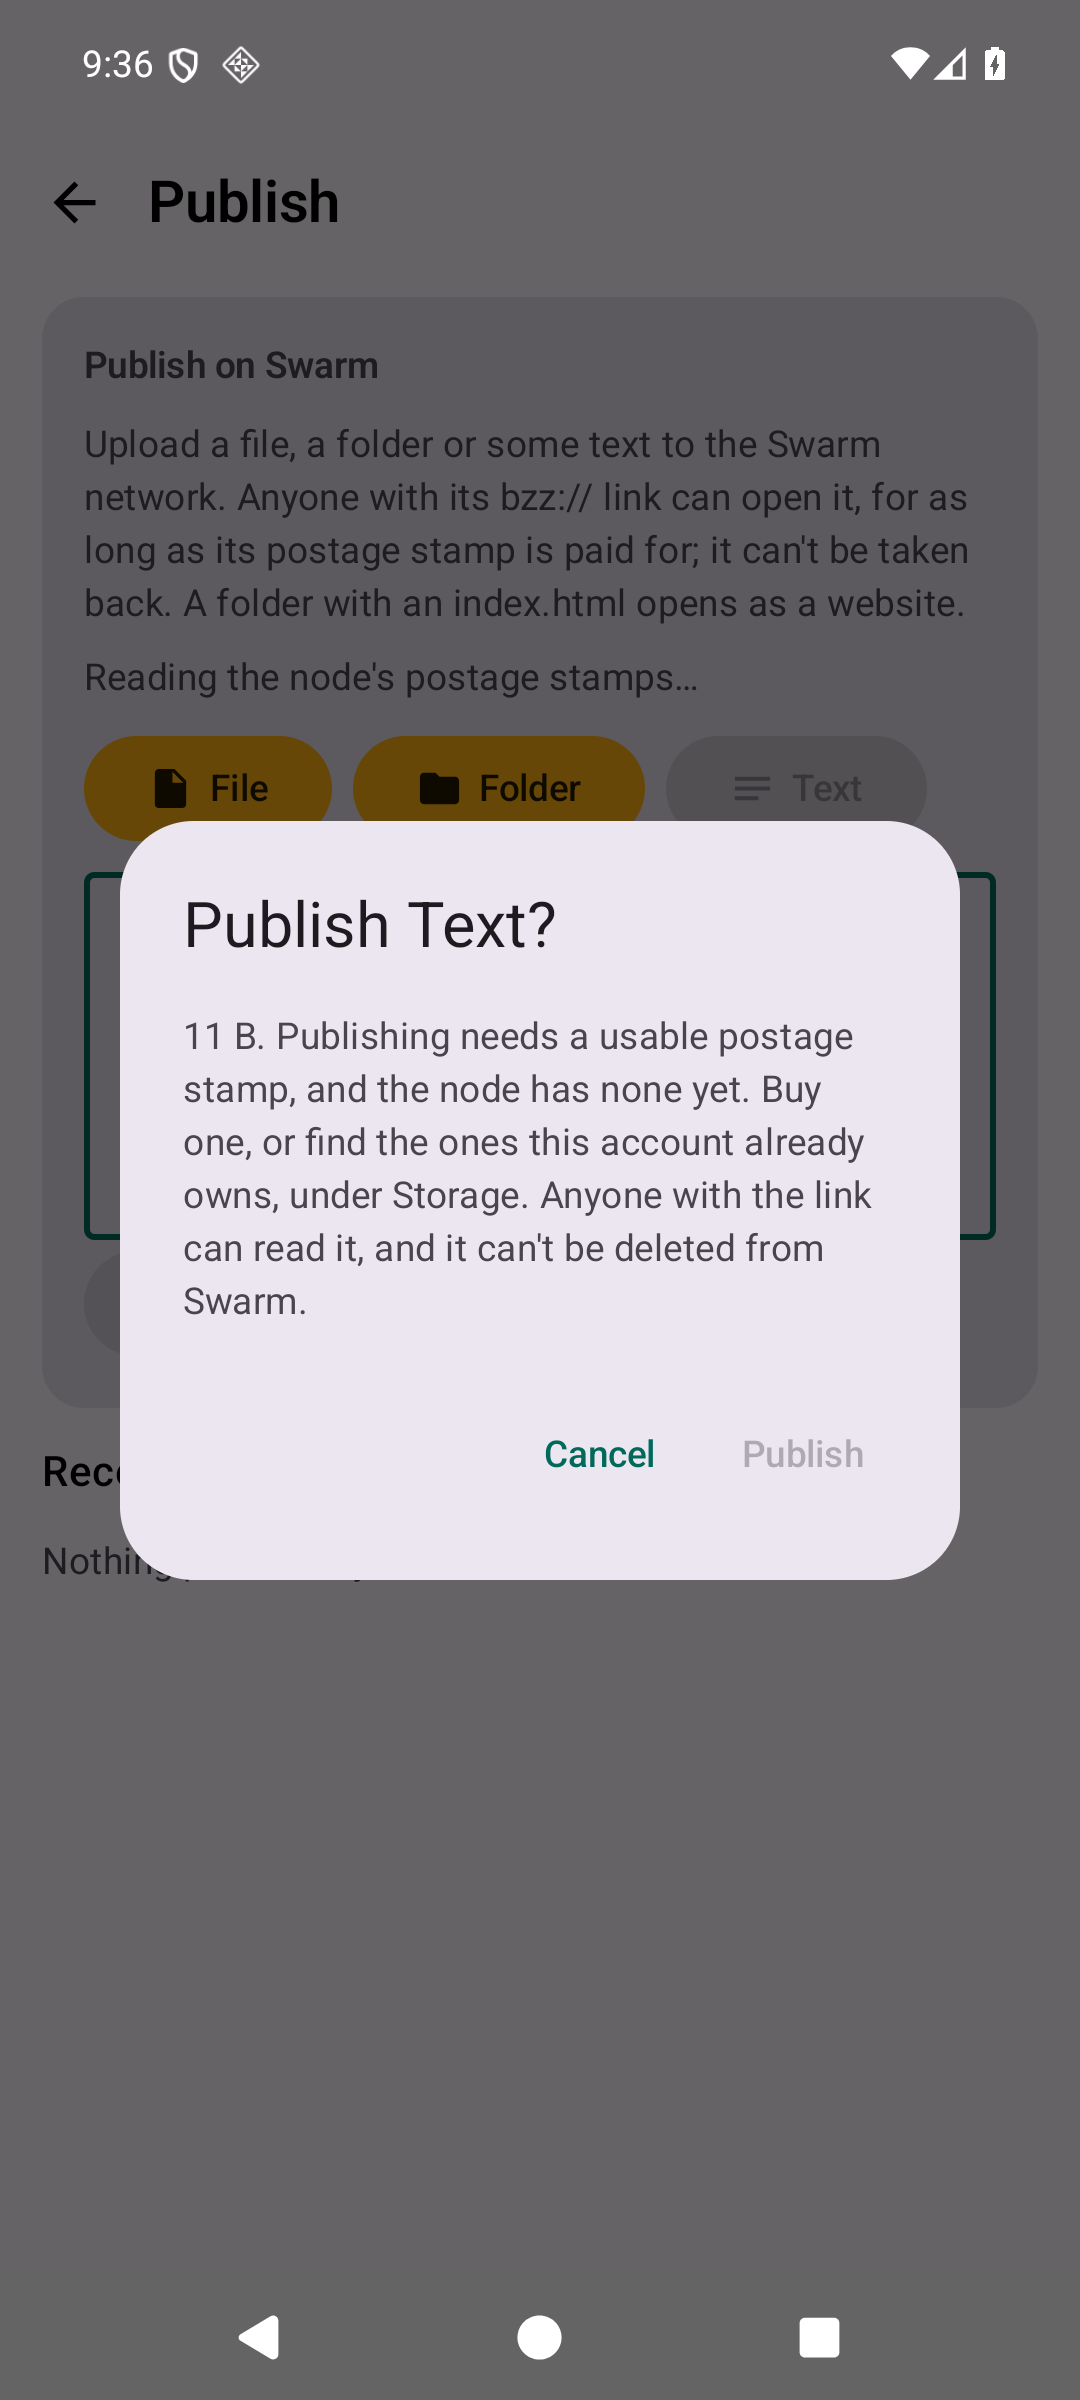 9:36
Publish
Publish on Swarm
Upload a file, a folder or some text to the Swarm
network. Anyone with its bzz:// link can open it, for as
long as its postage stamp is paid for; it can't be taken
back. A folder with an index.html opens as a website.
Reading the node's postage stamps…
File
Folder
Text
Publish Text?
11 B. Publishing needs a usable postage
stamp, and the node has none yet. Buy
one, or find the ones this account already
owns, under Storage. Anyone with the link
can read it, and it can't be deleted from
Swarm.
Cancel
Publish